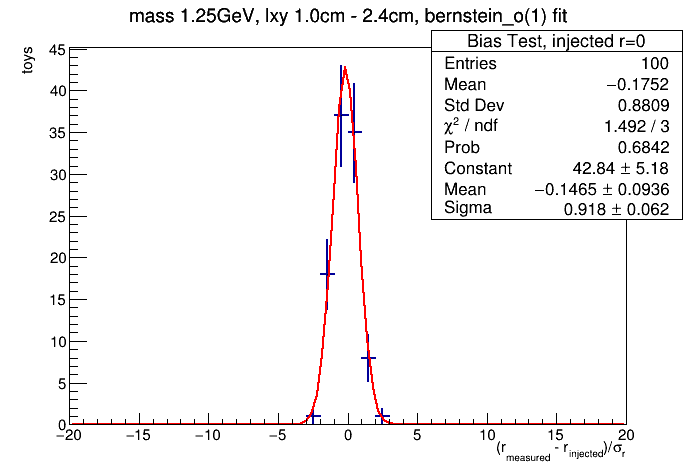 mass 1.25GeV, lxy 1.0cm - 2.4cm, bernstein_o(1) fit
toys
Bias Test, injected r=0
Entries 100
Mean −0.1752
Std Dev 0.8809
χ² / ndf 1.492 / 3
Prob 0.6842
Constant 42.84 ± 5.18
Mean −0.1465 ± 0.0936
Sigma 0.918 ± 0.062
45
40
35
30
25
20
15
10
5
0
−20 −15 −10 −5 0 5 10 15 20
(r_measured - r_injected)/σ_r